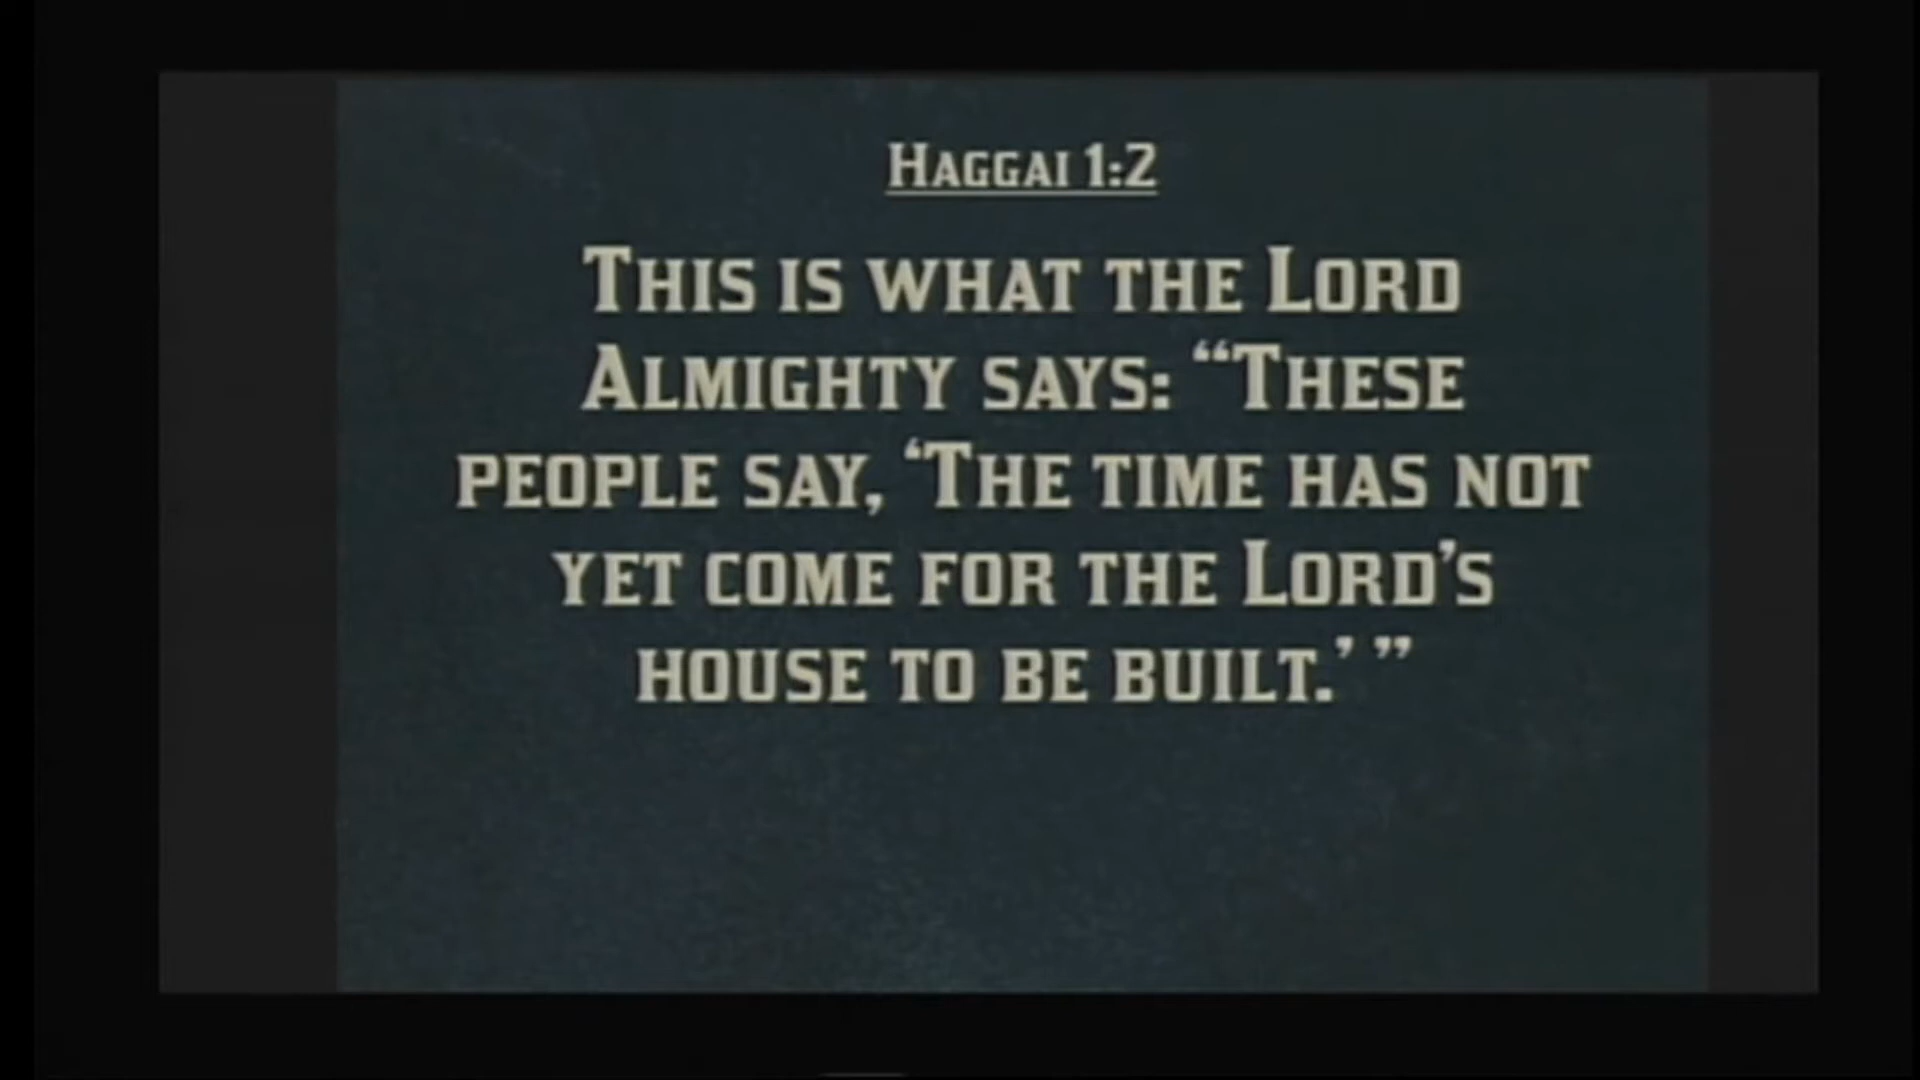 Haggai 1:2
This is what the Lord
Almighty says: “These
people say, ‘The time has not
yet come for the Lord’s
house to be built.’ ”